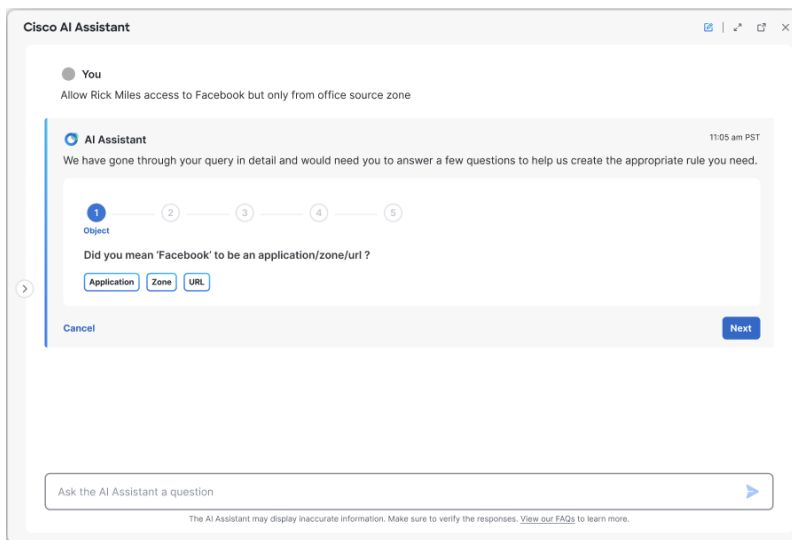 Cisco AI Assistant
You
Allow Rick Miles access to Facebook but only from office source zone
AI Assistant
11:05 am PST
We have gone through your query in detail and would need you to answer a few questions to help us create the appropriate rule you need.
1 2 3 4 5
Object
Did you mean ‘Facebook’ to be an application/zone/url ?
Application Zone URL
Cancel
Next
Ask the AI Assistant a question
The AI Assistant may display inaccurate information. Make sure to verify the responses. View our FAQs to learn more.